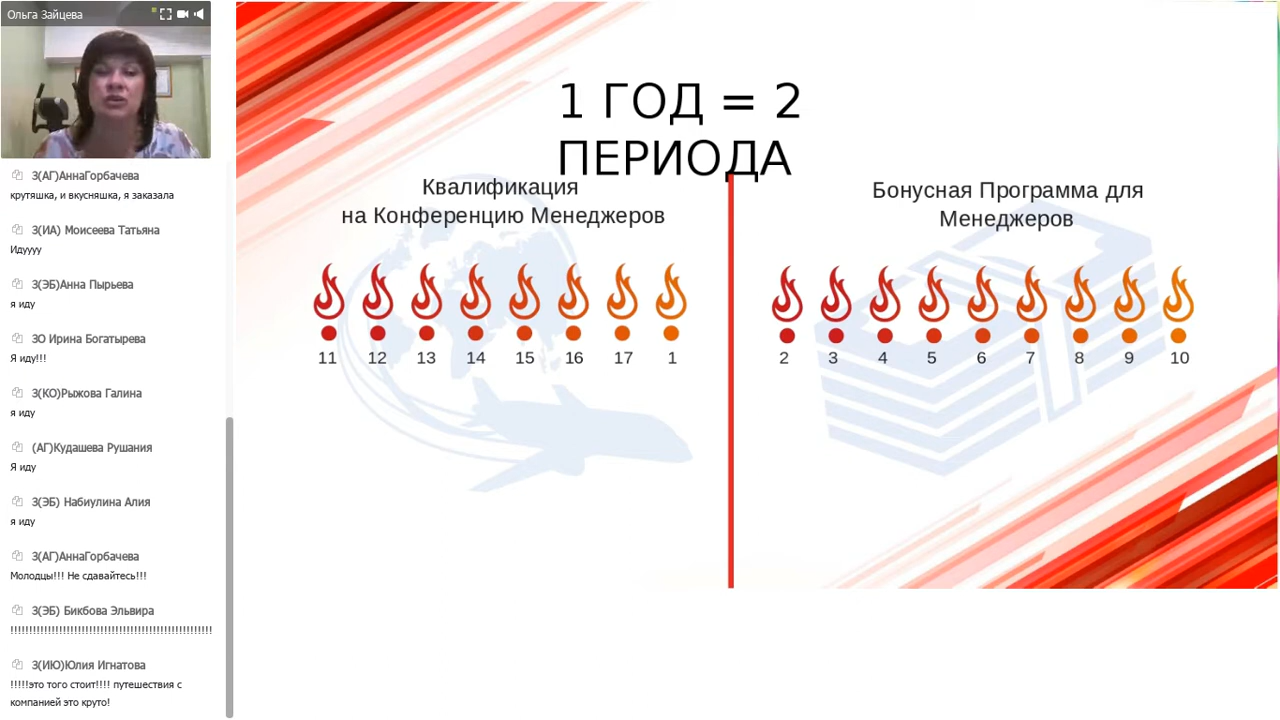 Ольга Зайцева
З(АГ)АннаГорбачева
крутяшка, и вкусняшка, я заказала
З(ИА) Моисеева Татьяна
Идуууу
З(ЭБ)Анна Пырьева
я иду
ЗО Ирина Богатырева
Я иду!!!
З(КО)Рыжова Галина
я иду
(АГ)Кудашева Рушания
Я иду
З(ЭБ) Набиулина Алия
я иду
З(АГ)АннаГорбачева
Молодцы!!! Не сдавайтесь!!!
З(ЭБ) Бикбова Эльвира
!!!!!!!!!!!!!!!!!!!!!!!!!!!!!!!!!!!!!!!!!!!!!!!!!!!!!!
З(ИЮ)Юлия Игнатова
!!!!!это того стоит!!!! путешествия с
компанией это круто!
1 ГОД = 2
ПЕРИОДА
Квалификация
на Конференцию Менеджеров
11 12 13 14 15 16 17 1
Бонусная Программа для
Менеджеров
2 3 4 5 6 7 8 9 10